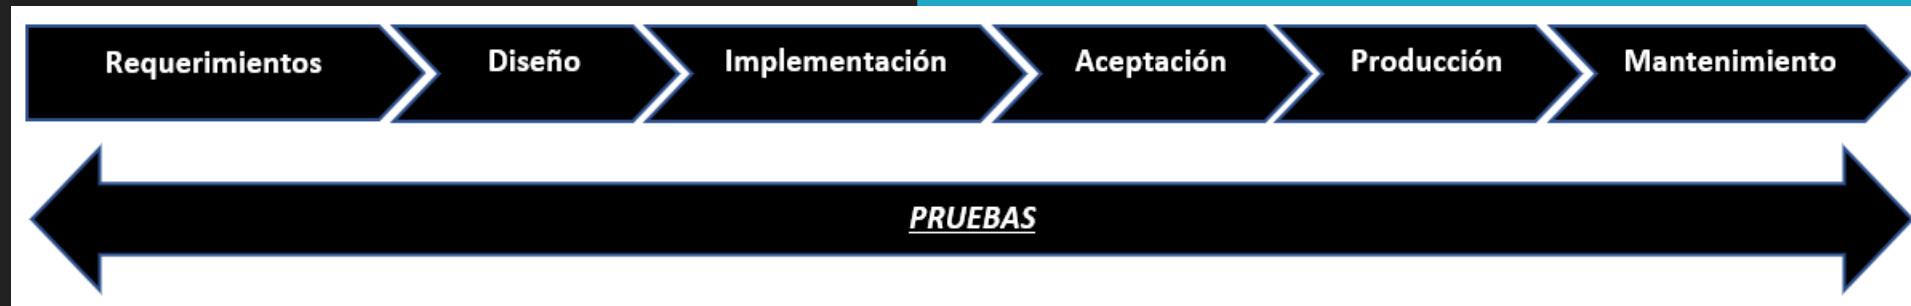 Requerimientos
Diseño
Implementación
Aceptación
Producción
Mantenimiento
PRUEBAS